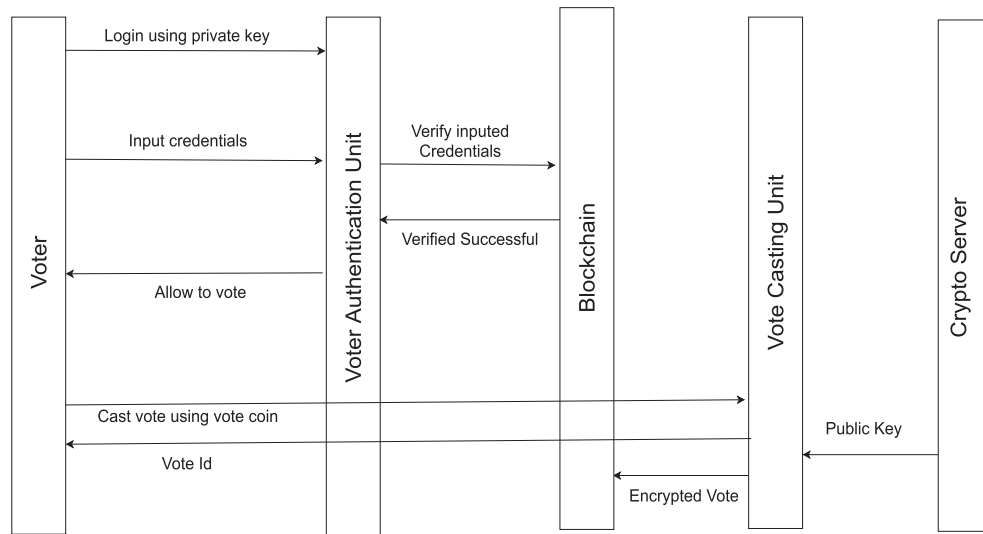 Login using private key
Input credentials
Verify inputed
Credentials
Verified Successful
Allow to vote
Voter
Voter Authentication Unit
Blockchain
Vote Casting Unit
Crypto Server
Cast vote using vote coin
Public Key
Vote Id
Encrypted Vote